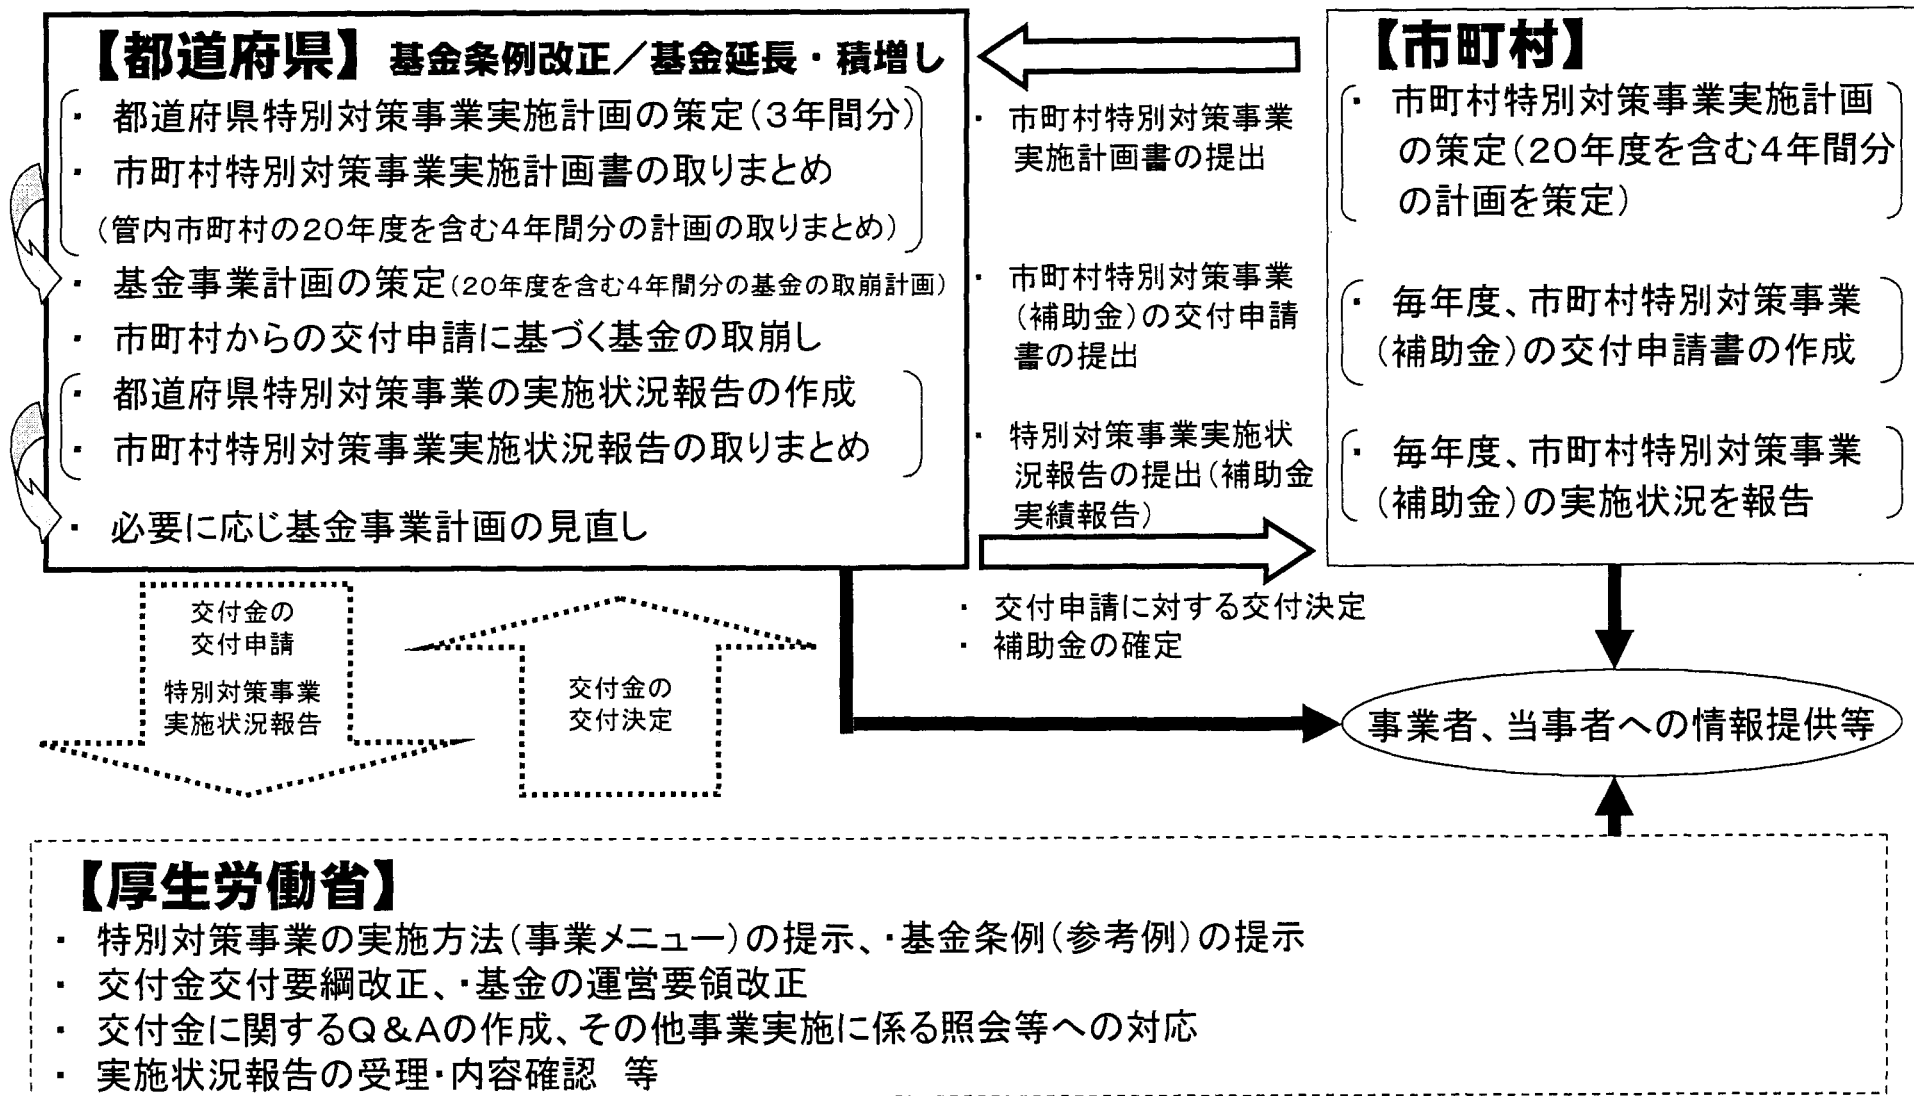 【都道府県】 基金条例改正／基金延長・積増し
・ 都道府県特別対策事業実施計画の策定(3年間分)
・ 市町村特別対策事業実施計画書の取りまとめ
(管内市町村の20年度を含む4年間分の計画の取りまとめ)
・ 基金事業計画の策定(20年度を含む4年間分の基金の取崩計画)
・ 市町村からの交付申請に基づく基金の取崩し
・ 都道府県特別対策事業の実施状況報告の作成
・ 市町村特別対策事業実施状況報告の取りまとめ
・ 必要に応じ基金事業計画の見直し
・ 市町村特別対策事業
実施計画書の提出
・ 市町村特別対策事業
(補助金)の交付申請
書の提出
・ 特別対策事業実施状
況報告の提出(補助金
実績報告)
【市町村】
・ 市町村特別対策事業実施計画
の策定(20年度を含む4年間分
の計画を策定)
・ 毎年度、市町村特別対策事業
(補助金)の交付申請書の作成
・ 毎年度、市町村特別対策事業
(補助金)の実施状況を報告
・ 交付申請に対する交付決定
・ 補助金の確定
交付金の
交付申請
特別対策事業
実施状況報告
交付金の
交付決定
事業者、当事者への情報提供等
【厚生労働省】
・ 特別対策事業の実施方法(事業メニュー)の提示、・基金条例(参考例)の提示
・ 交付金交付要綱改正、・基金の運営要領改正
・ 交付金に関するQ&Aの作成、その他事業実施に係る照会等への対応
・ 実施状況報告の受理・内容確認 等